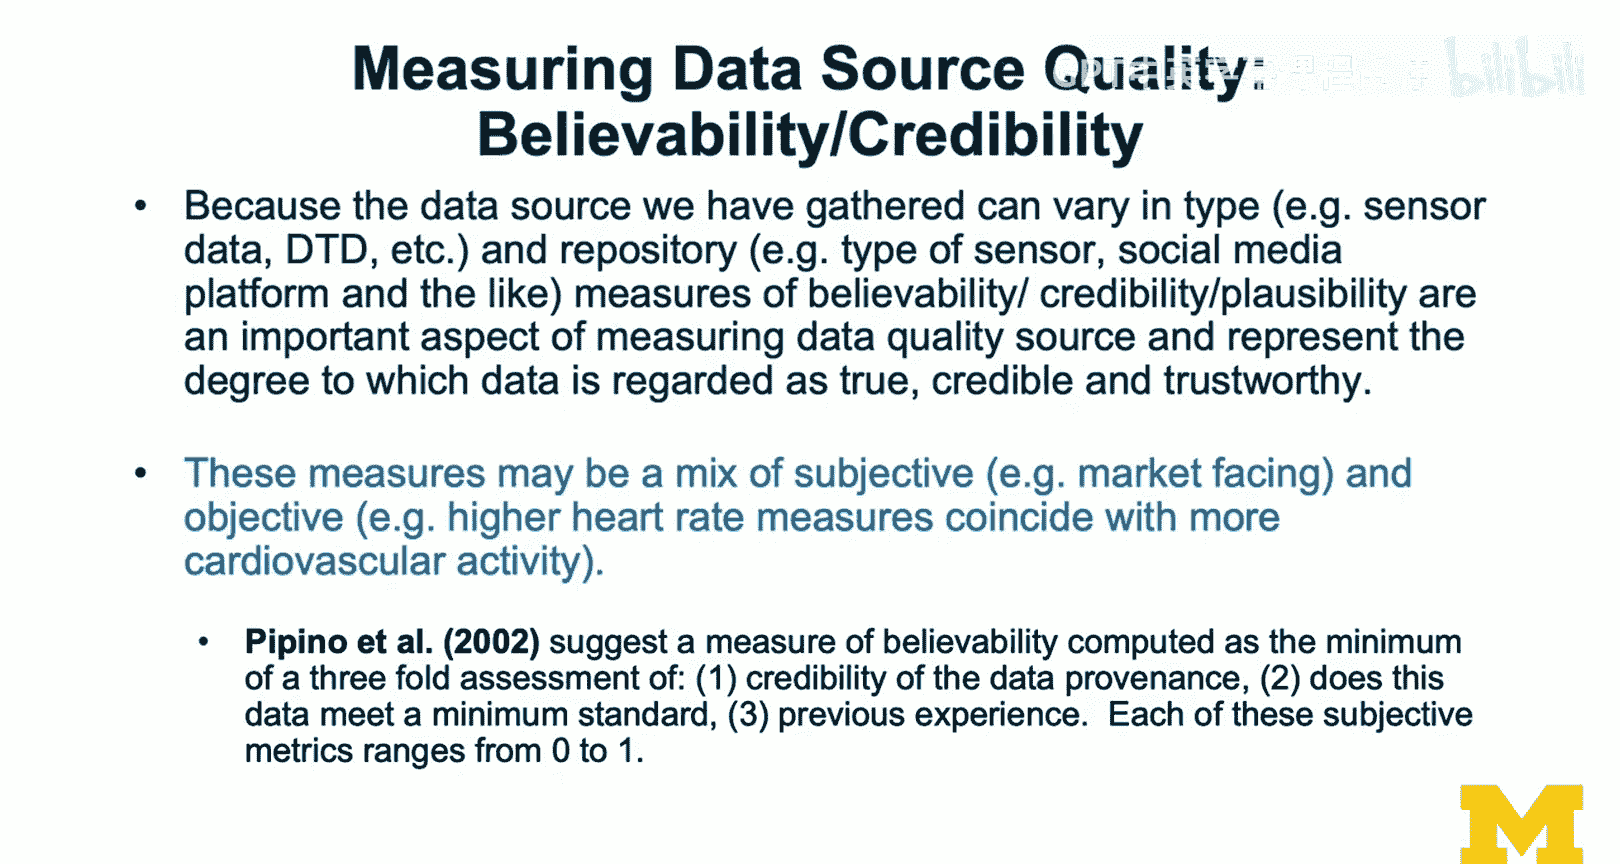 Measuring Data Source Quality:
Believability/Credibility
bilibili
• Because the data source we have gathered can vary in type (e.g. sensor
data, DTD, etc.) and repository (e.g. type of sensor, social media
platform and the like) measures of believability/ credibility/plausibility are
an important aspect of measuring data quality source and represent the
degree to which data is regarded as true, credible and trustworthy.
• These measures may be a mix of subjective (e.g. market facing) and
objective (e.g. higher heart rate measures coincide with more
cardiovascular activity).
• Pipino et al. (2002) suggest a measure of believability computed as the minimum
of a three fold assessment of: (1) credibility of the data provenance, (2) does this
data meet a minimum standard, (3) previous experience.  Each of these subjective
metrics ranges from 0 to 1.
M